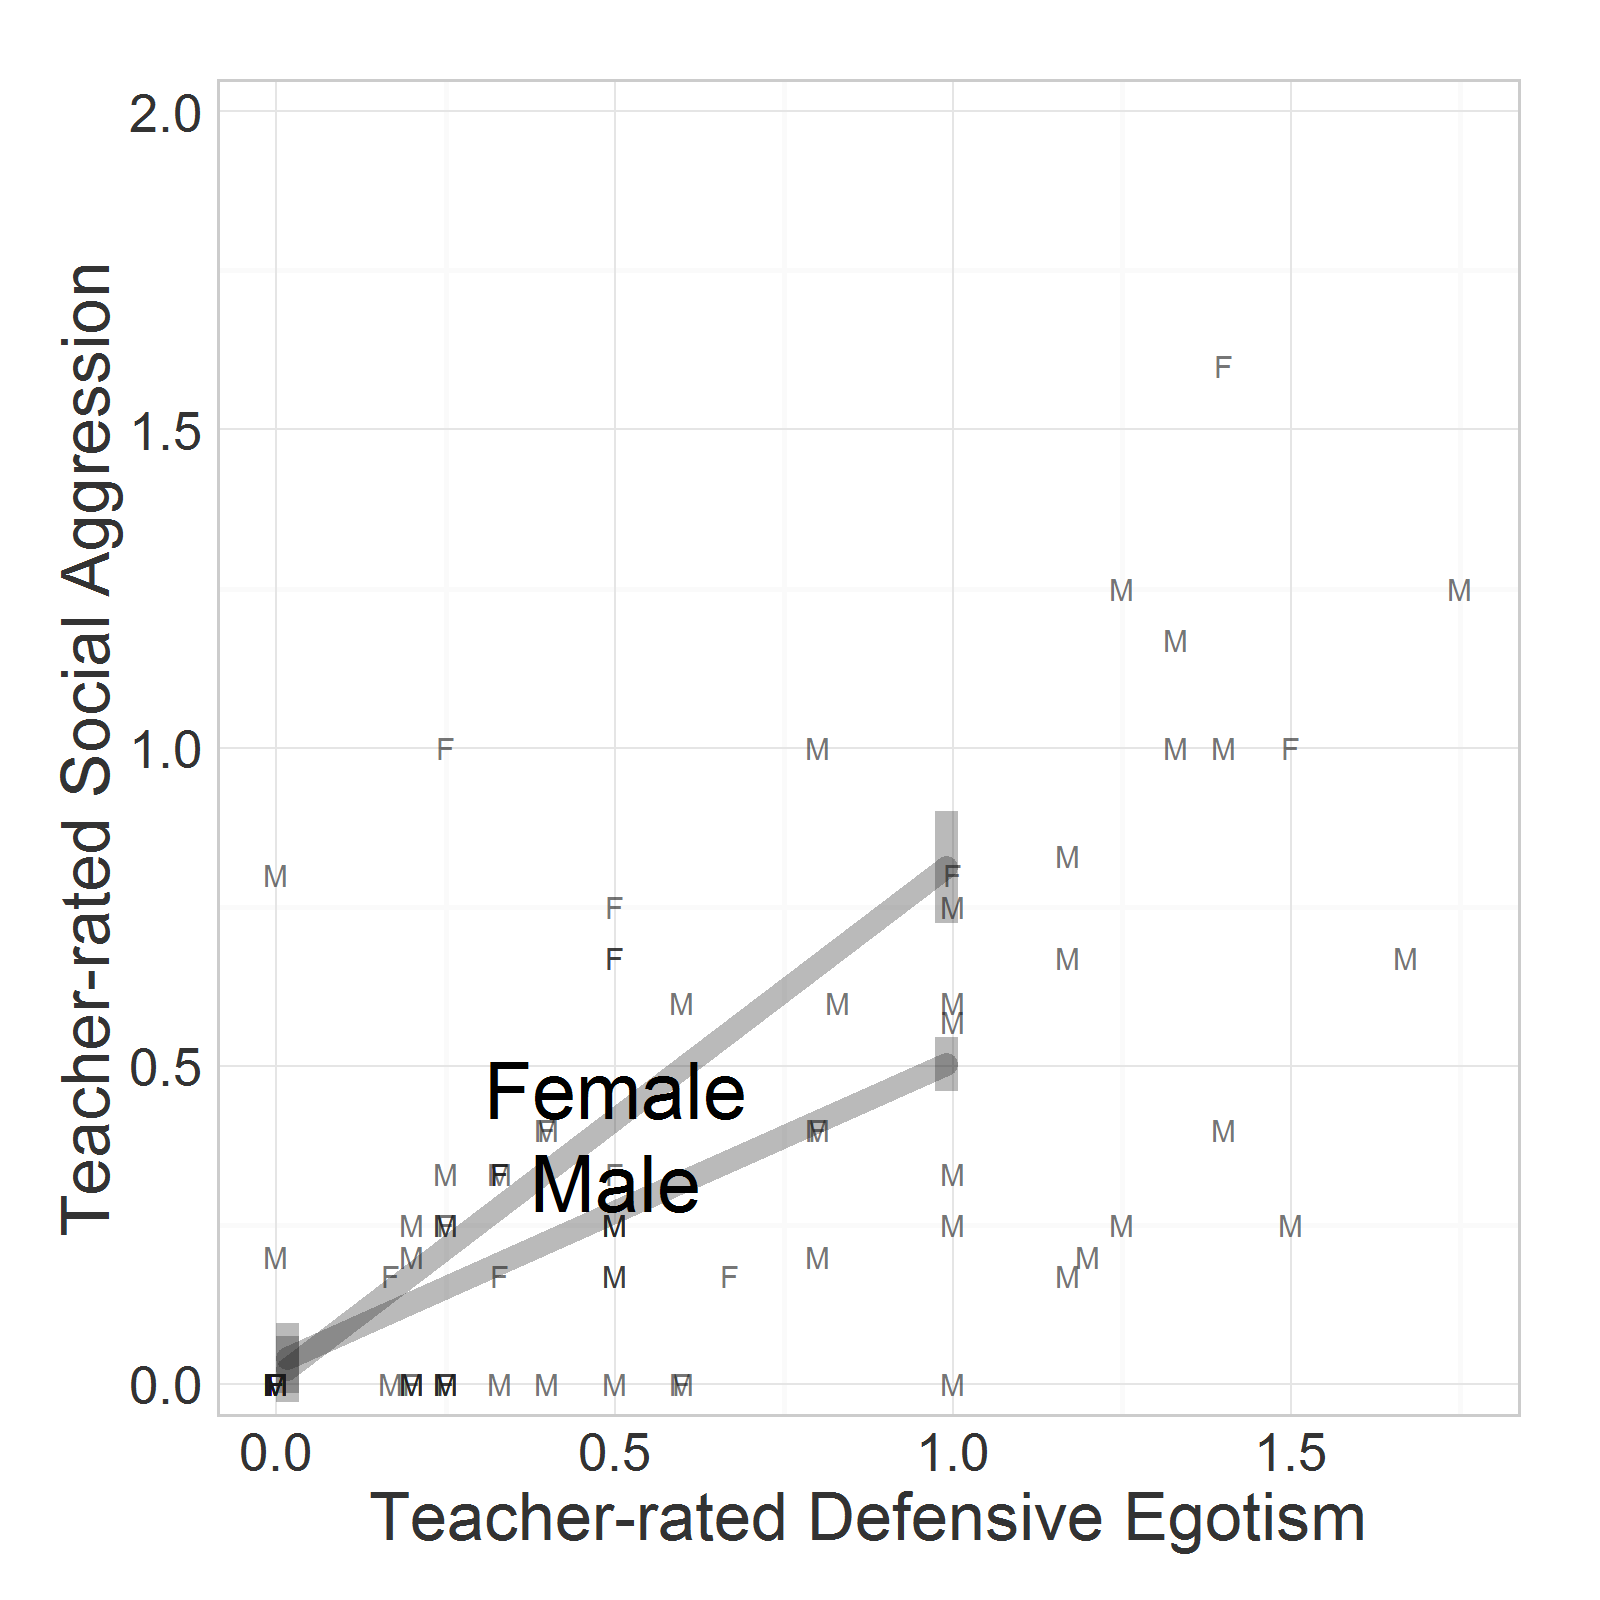 2.0
F
1.5
M M
M
Teacher-rated Social Aggression
1.0
F M M M F
M
M F F M
F M M
M M M
M
0.5
Female
M
M F M F M M
Male
M M M M M M
M M M M
F F M F M
0.0
M M M M M M M M
0.0 0.5 1.0 1.5
Teacher-rated Defensive Egotism